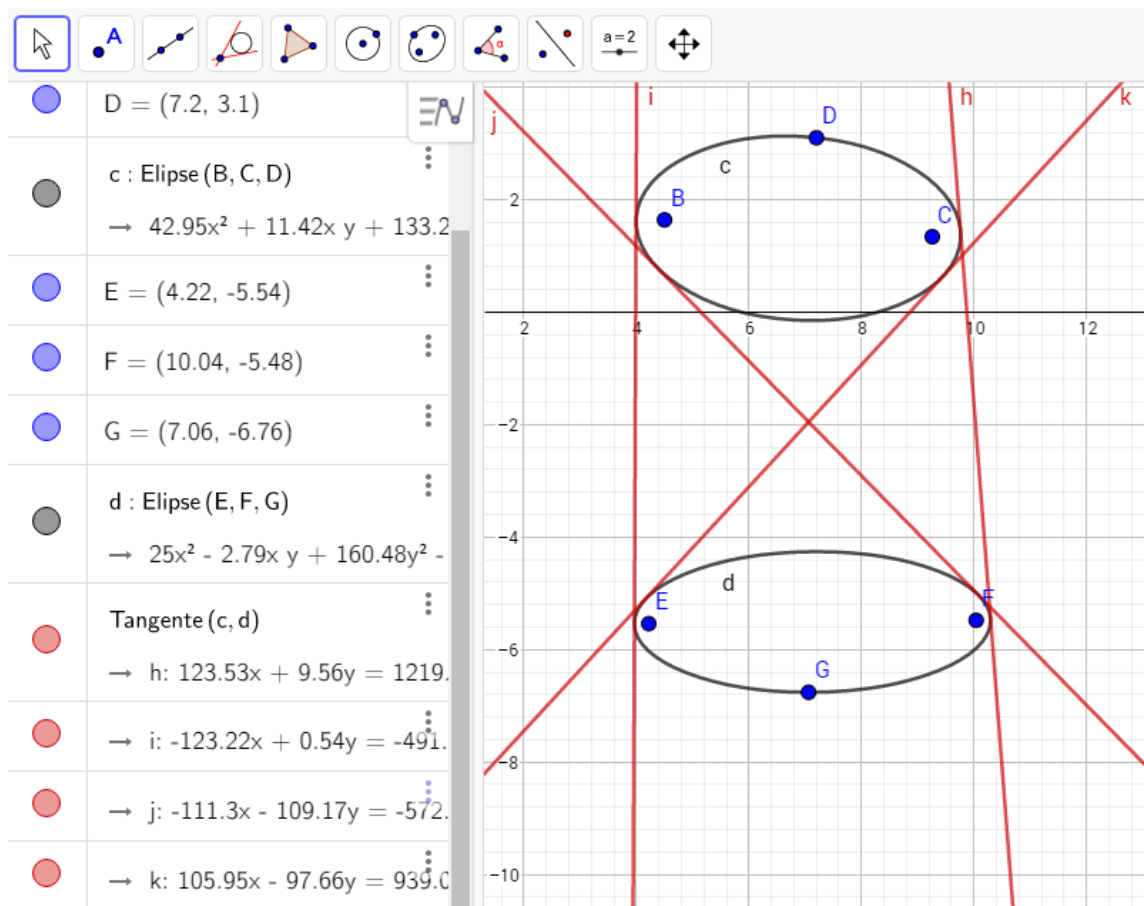 A
α
a=2
D = (7.2, 3.1)
c : Elipse (B, C, D)
→ 42.95x² + 11.42x y + 133.2
E = (4.22, -5.54)
F = (10.04, -5.48)
G = (7.06, -6.76)
d : Elipse (E, F, G)
→ 25x² - 2.79x y + 160.48y² -
Tangente (c, d)
→ h: 123.53x + 9.56y = 1219.
→ i: -123.22x + 0.54y = -491.
→ j: -111.3x - 109.17y = -572.
→ k: 105.95x - 97.66y = 939.0
i
h
k
j
D
c
B
C
2
2
4
6
8
10
12
-2
-4
d
E
F
-6
G
-8
-10